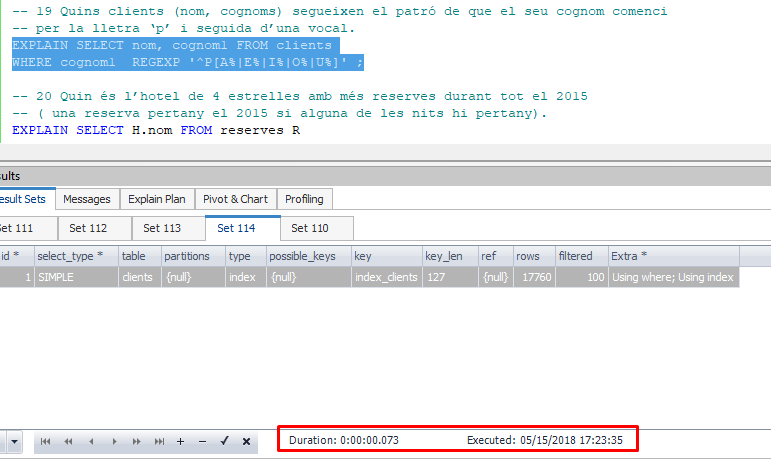 -- 19 Quins clients (nom, cognoms) segueixen el patró de que el seu cognom comenci
-- per la lletra ‘p’ i seguida d’una vocal.
EXPLAIN SELECT nom, cognom1 FROM clients
WHERE cognom1  REGEXP '^P[A%|E%|I%|O%|U%]' ;
-- 20 Quin és l’hotel de 4 estrelles amb més reserves durant tot el 2015
-- ( una reserva pertany el 2015 si alguna de les nits hi pertany).
EXPLAIN SELECT H.nom FROM reserves R
sults
esult Sets Messages Explain Plan Pivot & Chart Profiling
Set 111 Set 112 Set 113 Set 114 Set 110
id * select_type * table partitions type possible_keys key key_len ref rows filtered Extra *
1 SIMPLE clients {null} index {null} index_clients 127 {null} 17760 100 Using where; Using index
Duration: 0:00:00.073 Executed: 05/15/2018 17:23:35